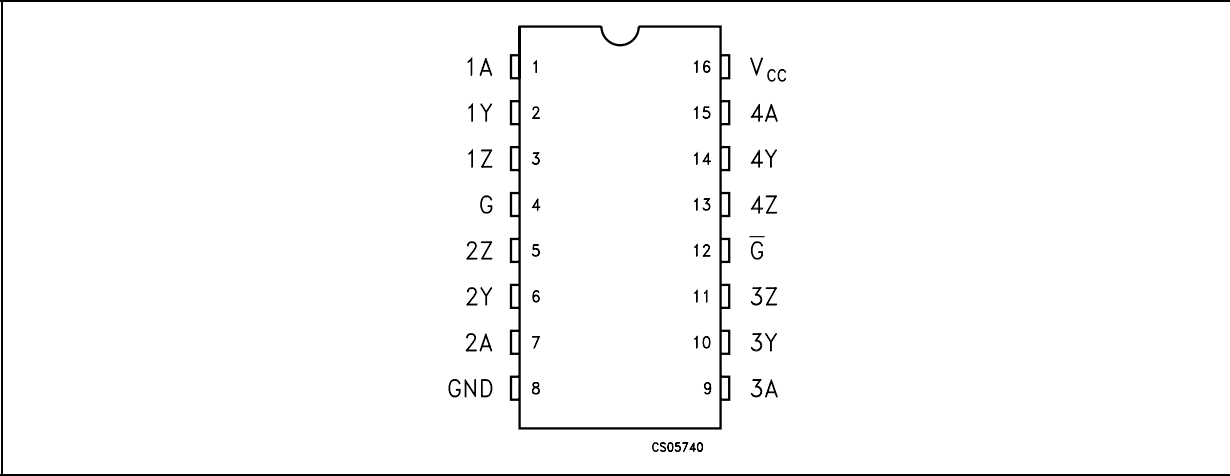 1A 1 16 VCC
1Y 2 15 4A
1Z 3 14 4Y
G 4 13 4Z
2Z 5 12 G̅
2Y 6 11 3Z
2A 7 10 3Y
GND 8 9 3A
CS05740